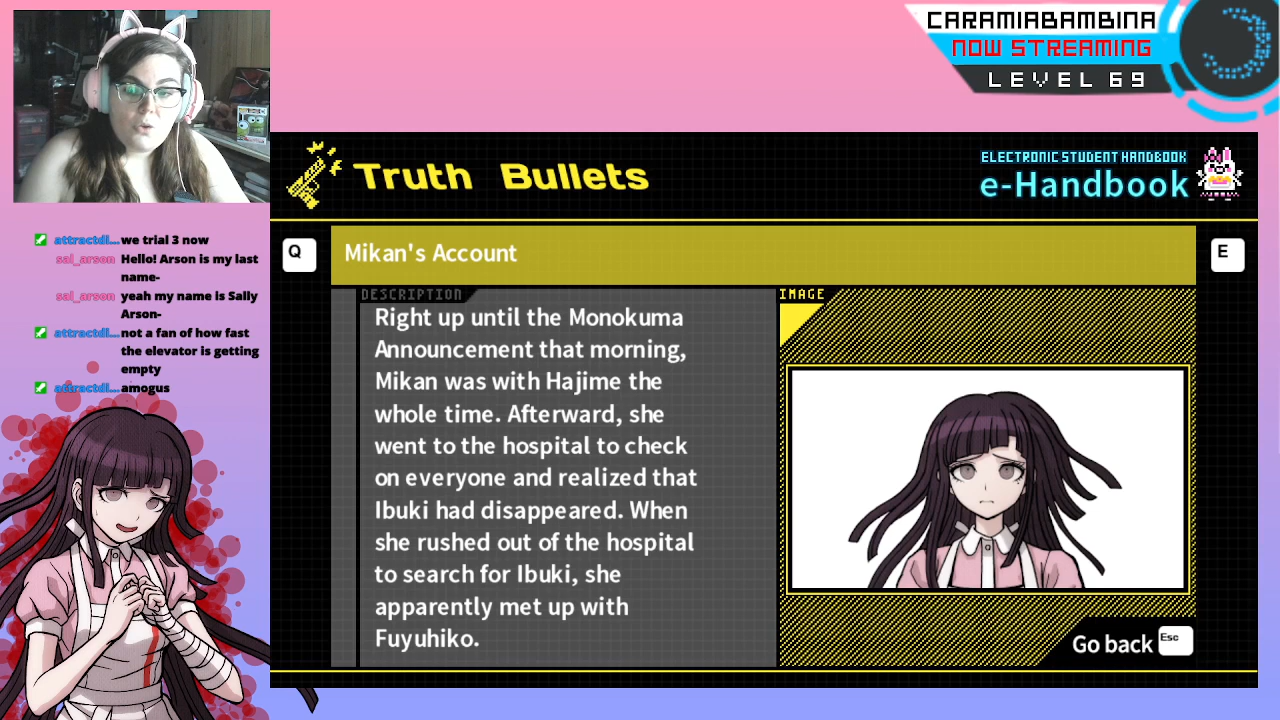 CARAMIABAMBINA
NOW STREAMING
LEVEL 69
Truth Bullets
ELECTRONIC STUDENT HANDBOOK
e-Handbook
Q
Mikan's Account
E
DESCRIPTION
Right up until the Monokuma
Announcement that morning,
Mikan was with Hajime the
whole time. Afterward, she
went to the hospital to check
on everyone and realized that
Ibuki had disappeared. When
she rushed out of the hospital
to search for Ibuki, she
apparently met up with
Fuyuhiko.
IMAGE
Go back Esc
attractdl... we trial 3 now
sal_arson Hello! Arson is my last
name-
sal_arson yeah my name is Sally
Arson-
attractdl... not a fan of how fast
the elevator is getting
empty
attractdl... amogus